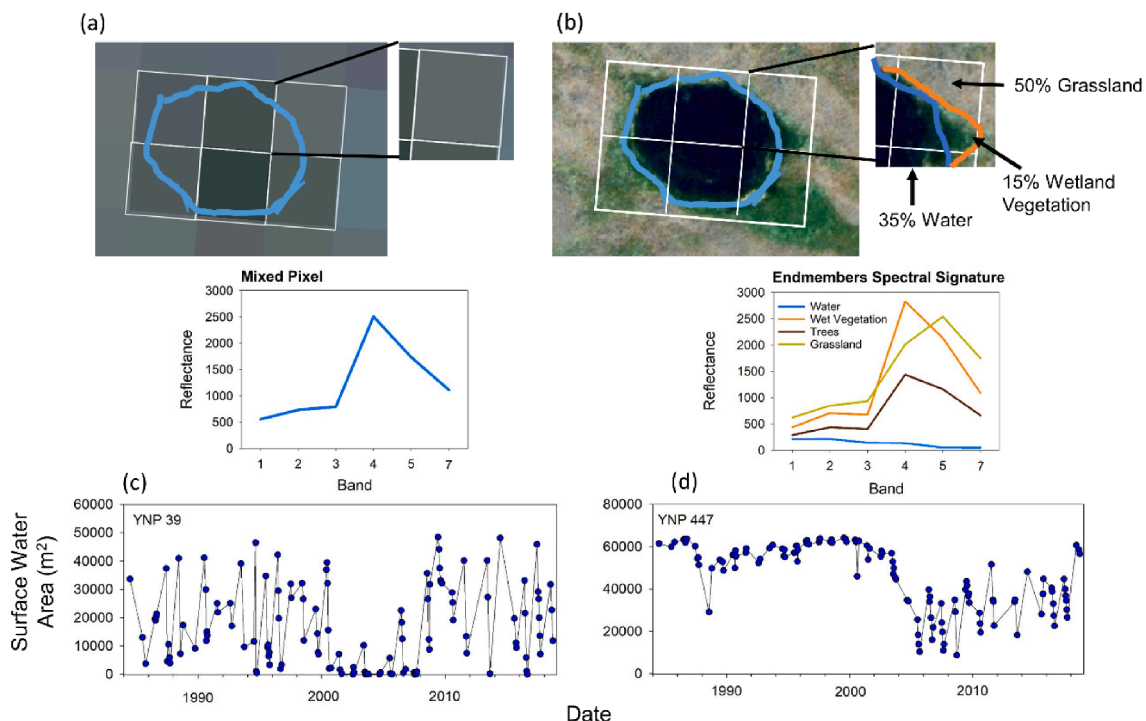 (a)
(b)
50% Grassland
15% Wetland
Vegetation
35% Water
Mixed Pixel
Reflectance
3000
2500
2000
1500
1000
500
0
1 2 3 4 5 7
Band
Endmembers Spectral Signature
Water
Wet Vegetation
Trees
Grassland
Reflectance
3000
2500
2000
1500
1000
500
0
1 2 3 4 5 7
Band
(c)
YNP 39
Surface Water
Area (m²)
60000
50000
40000
30000
20000
10000
0
1990 2000 2010
(d)
YNP 447
80000
60000
40000
20000
0
1990 2000 2010
Date